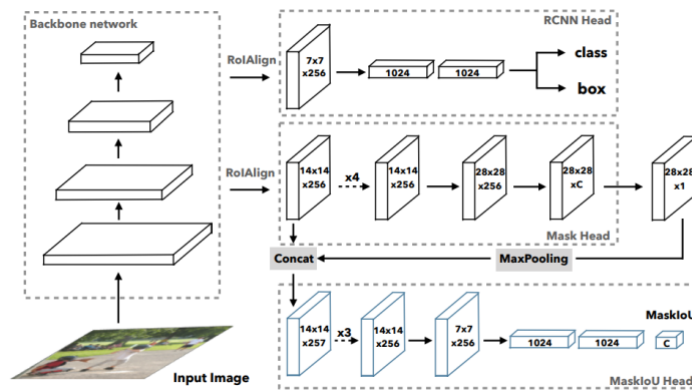 Backbone network
RCNN Head
RoIAlign
7x7
x256
1024
1024
class
box
RoIAlign
14x14
x256
x4
14x14
x256
28x28
x256
28x28
xC
28x28
x1
Mask Head
Concat
MaxPooling
MaskIoU
14x14
x257
x3
14x14
x256
7x7
x256
1024
1024
C
Input Image
MaskIoU Head